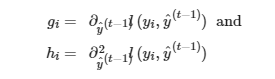 g_i = ∂_{ŷ^{(t−1)}} l (y_i, ŷ^{(t−1)}) and
h_i = ∂²_{ŷ^{(t−1)}} l (y_i, ŷ^{(t−1)})